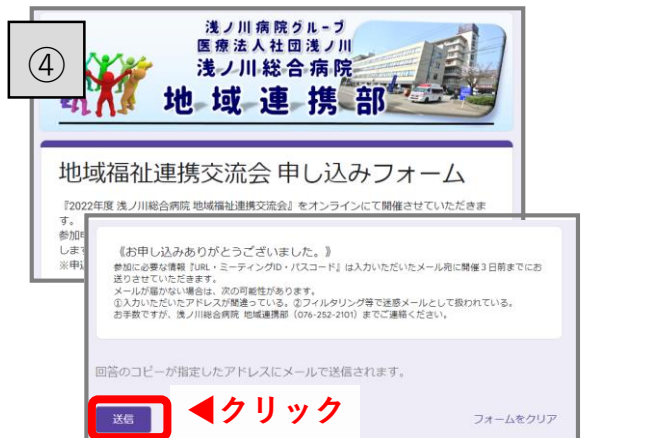 ④
浅ノ川病院グループ
医療法人社団浅ノ川
浅ノ川総合病院
地域連携部
地域福祉連携交流会 申し込みフォーム
『2022年度 浅ノ川総合病院 地域福祉連携交流会』をオンラインにて開催させていただきま
す。
参加
しま
※申
《お申し込みありがとうございました。》
参加に必要な情報『URL・ミーティングID・パスコード』は入力いただいたメール宛に開催３日前までにお
送りさせていただきます。
メールが届かない場合は、次の可能性があります。
①入力いただいたアドレスが間違っている。②フィルタリング等で迷惑メールとして扱われている。
お手数ですが、浅ノ川総合病院 地域連携部（076-252-2101）までご連絡ください。
回答のコピーが指定したアドレスにメールで送信されます。
送信
◀クリック
フォームをクリア